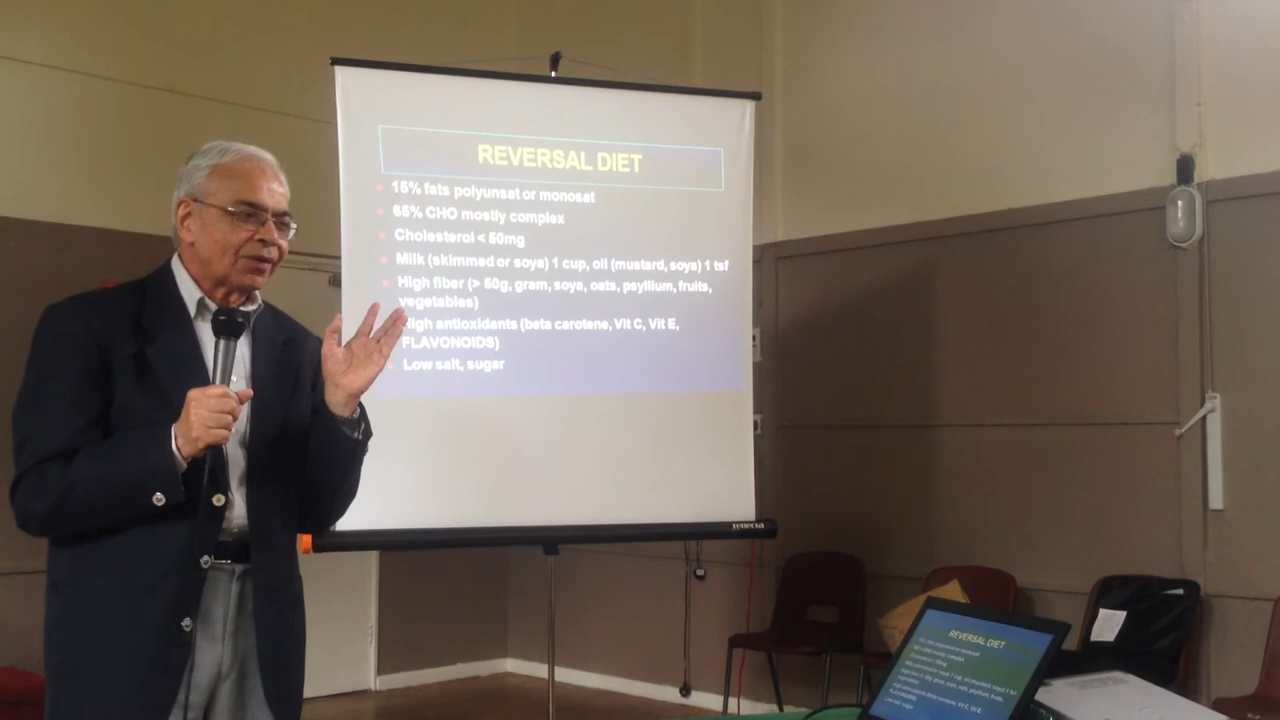 REVERSAL DIET
15% fats polyunsat or monosat
65% CHO mostly complex
Cholesterol < 50mg
Milk (skimmed or soya) 1 cup, oil (mustard, soya) 1 tsf
High fiber (> 50g, gram, soya, oats, psyllium, fruits,
vegetables)
High antioxidants (beta carotene, Vit C, Vit E,
FLAVONOIDS)
Low salt, sugar
REVERSAL DIET